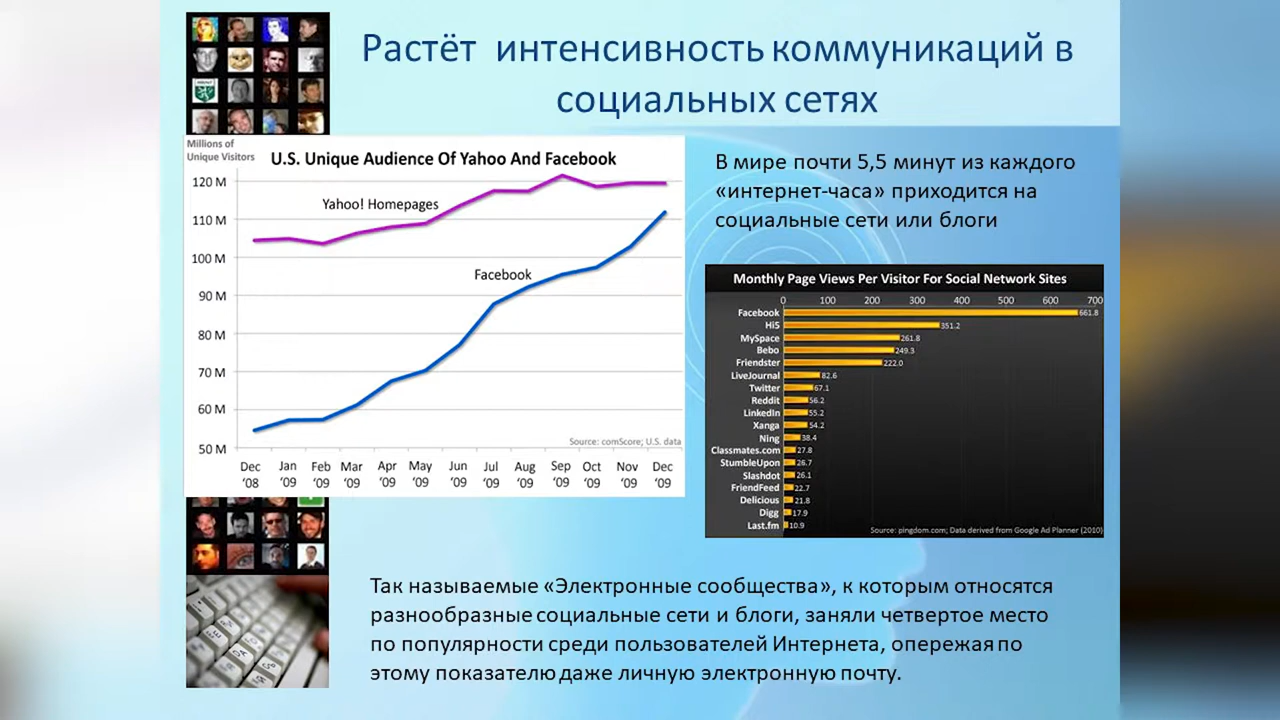 Растёт интенсивность коммуникаций в
социальных сетях
Millions of
Unique Visitors
U.S. Unique Audience Of Yahoo And Facebook
120 M
110 M
100 M
90 M
80 M
70 M
60 M
50 M
Yahoo! Homepages
Facebook
Source: comScore; U.S. data
Dec Jan Feb Mar Apr May Jun Jul Aug Sep Oct Nov Dec
‘08 ‘09 ‘09 ‘09 ‘09 ‘09 ‘09 ‘09 ‘09 ‘09 ‘09 ‘09 ‘09
В мире почти 5,5 минут из каждого
«интернет-часа» приходится на
социальные сети или блоги
Monthly Page Views Per Visitor For Social Network Sites
0 100 200 300 400 500 600 700
Facebook 661.8
Hi5 351.2
MySpace 261.8
Bebo 249.3
Friendster 222.0
LiveJournal 82.6
Twitter 67.1
Reddit 56.2
LinkedIn 55.2
Xanga 54.2
Ning 38.4
Classmates.com 27.8
StumbleUpon 26.7
Slashdot 26.1
FriendFeed 22.7
Delicious 21.8
Digg 17.9
Last.fm 10.9
Source: pingdom.com; Data derived from Google Ad Planner (2010)
Так называемые «Электронные сообщества», к которым относятся
разнообразные социальные сети и блоги, заняли четвертое место
по популярности среди пользователей Интернета, опережая по
этому показателю даже личную электронную почту.